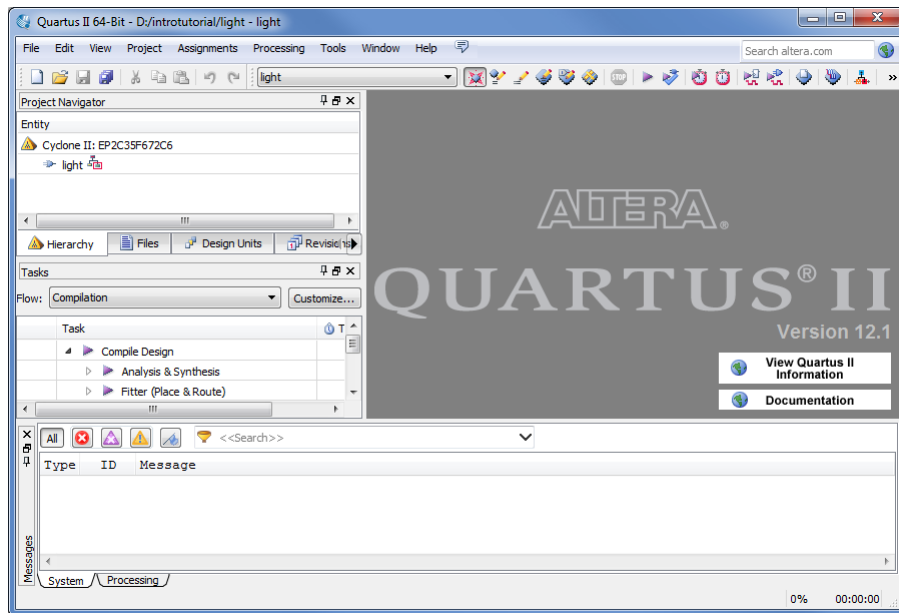 Quartus II 64-Bit - D:/introtutorial/light - light
File Edit View Project Assignments Processing Tools Window Help
Search altera.com
light
STOP
»
Project Navigator
Entity
Cyclone II: EP2C35F672C6
light
Hierarchy Files Design Units Revisions
Tasks
Flow: Compilation Customize...
Task T
Compile Design
Analysis & Synthesis
Fitter (Place & Route)
ALTERA®
QUARTUS® II
Version 12.1
View Quartus II
Information
Documentation
All <<Search>>
Type ID Message
Messages
System Processing
0% 00:00:00